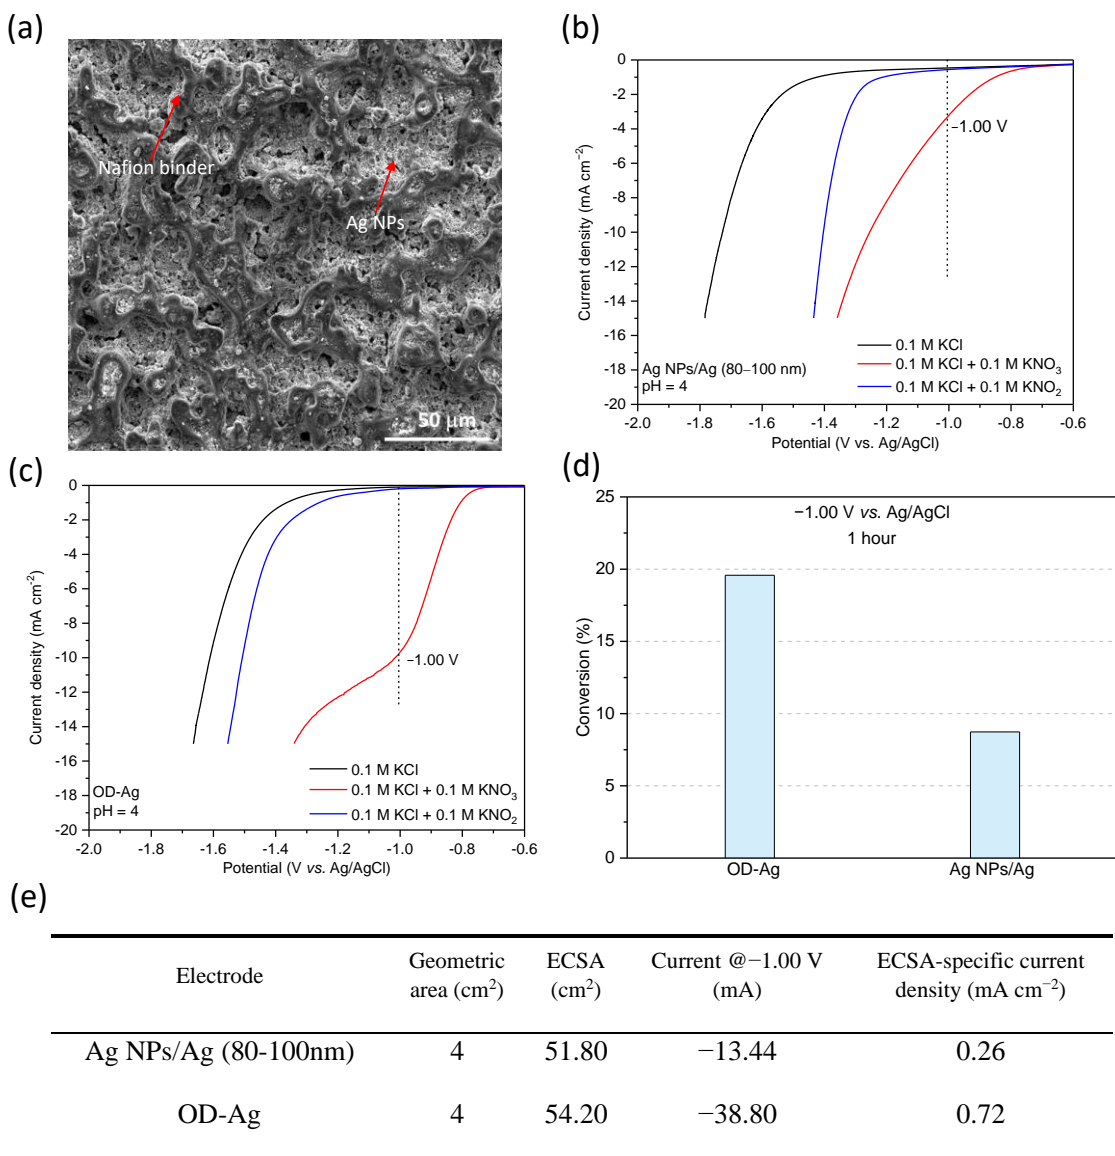 (a)
Nafion binder
Ag NPs
50 μm
(b)
0
-2
-4
-6
-8
-10
-12
-14
-16
-18
-20
Current density (mA cm⁻²)
−1.00 V
0.1 M KCl
0.1 M KCl + 0.1 M KNO₃
0.1 M KCl + 0.1 M KNO₂
Ag NPs/Ag (80–100 nm)
pH = 4
-2.0 -1.8 -1.6 -1.4 -1.2 -1.0 -0.8 -0.6
Potential (V vs. Ag/AgCl)
(c)
0
-2
-4
-6
-8
-10
-12
-14
-16
-18
-20
Current density (mA cm⁻²)
−1.00 V
0.1 M KCl
0.1 M KCl + 0.1 M KNO₃
0.1 M KCl + 0.1 M KNO₂
OD-Ag
pH = 4
-2.0 -1.8 -1.6 -1.4 -1.2 -1.0 -0.8 -0.6
Potential (V vs. Ag/AgCl)
(d)
25
20
15
10
5
0
Conversion (%)
−1.00 V vs. Ag/AgCl
1 hour
OD-Ag Ag NPs/Ag
(e)
Electrode Geometric area (cm²) ECSA (cm²) Current @−1.00 V (mA) ECSA-specific current density (mA cm⁻²)
Ag NPs/Ag (80-100nm) 4 51.80 −13.44 0.26
OD-Ag 4 54.20 −38.80 0.72